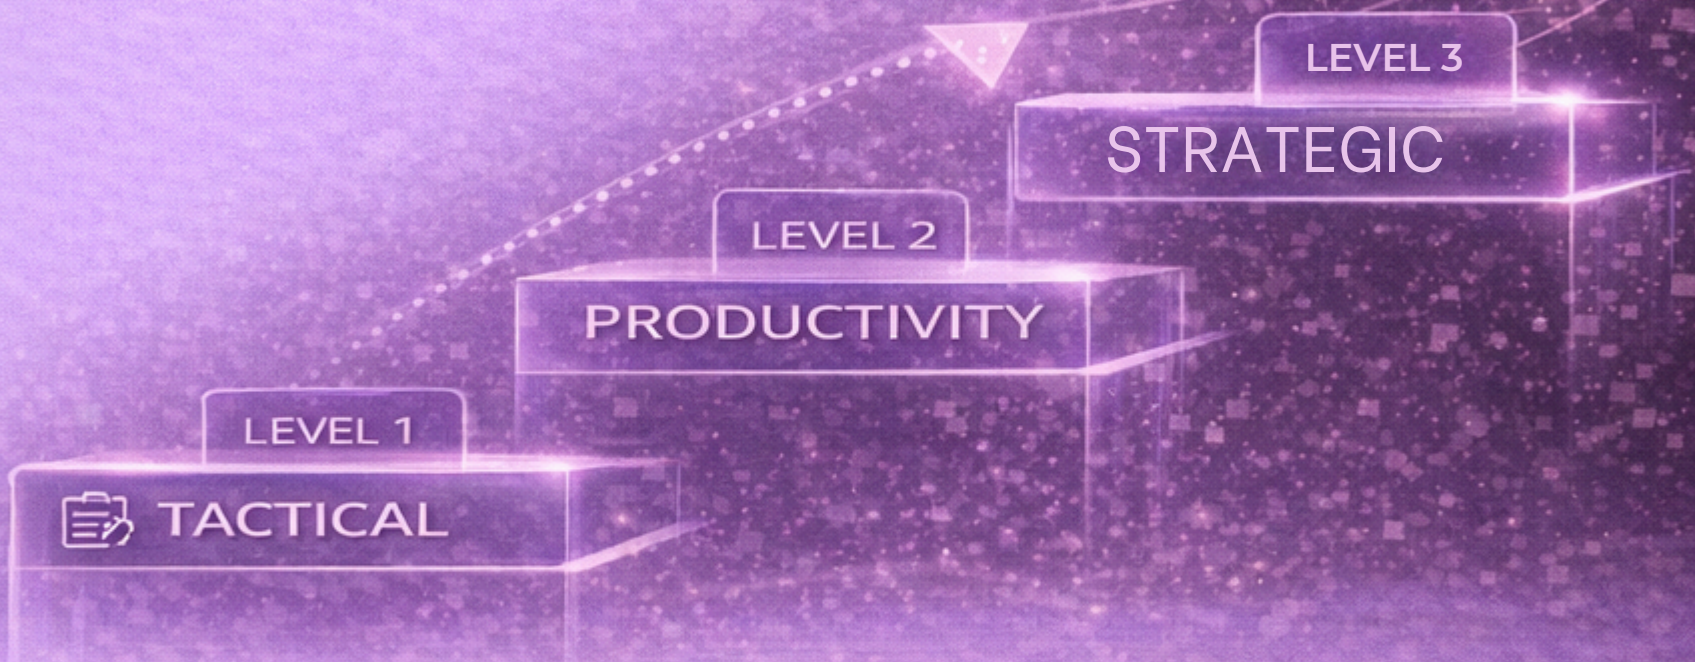 LEVEL 3
STRATEGIC
LEVEL 2
PRODUCTIVITY
LEVEL 1
TACTICAL